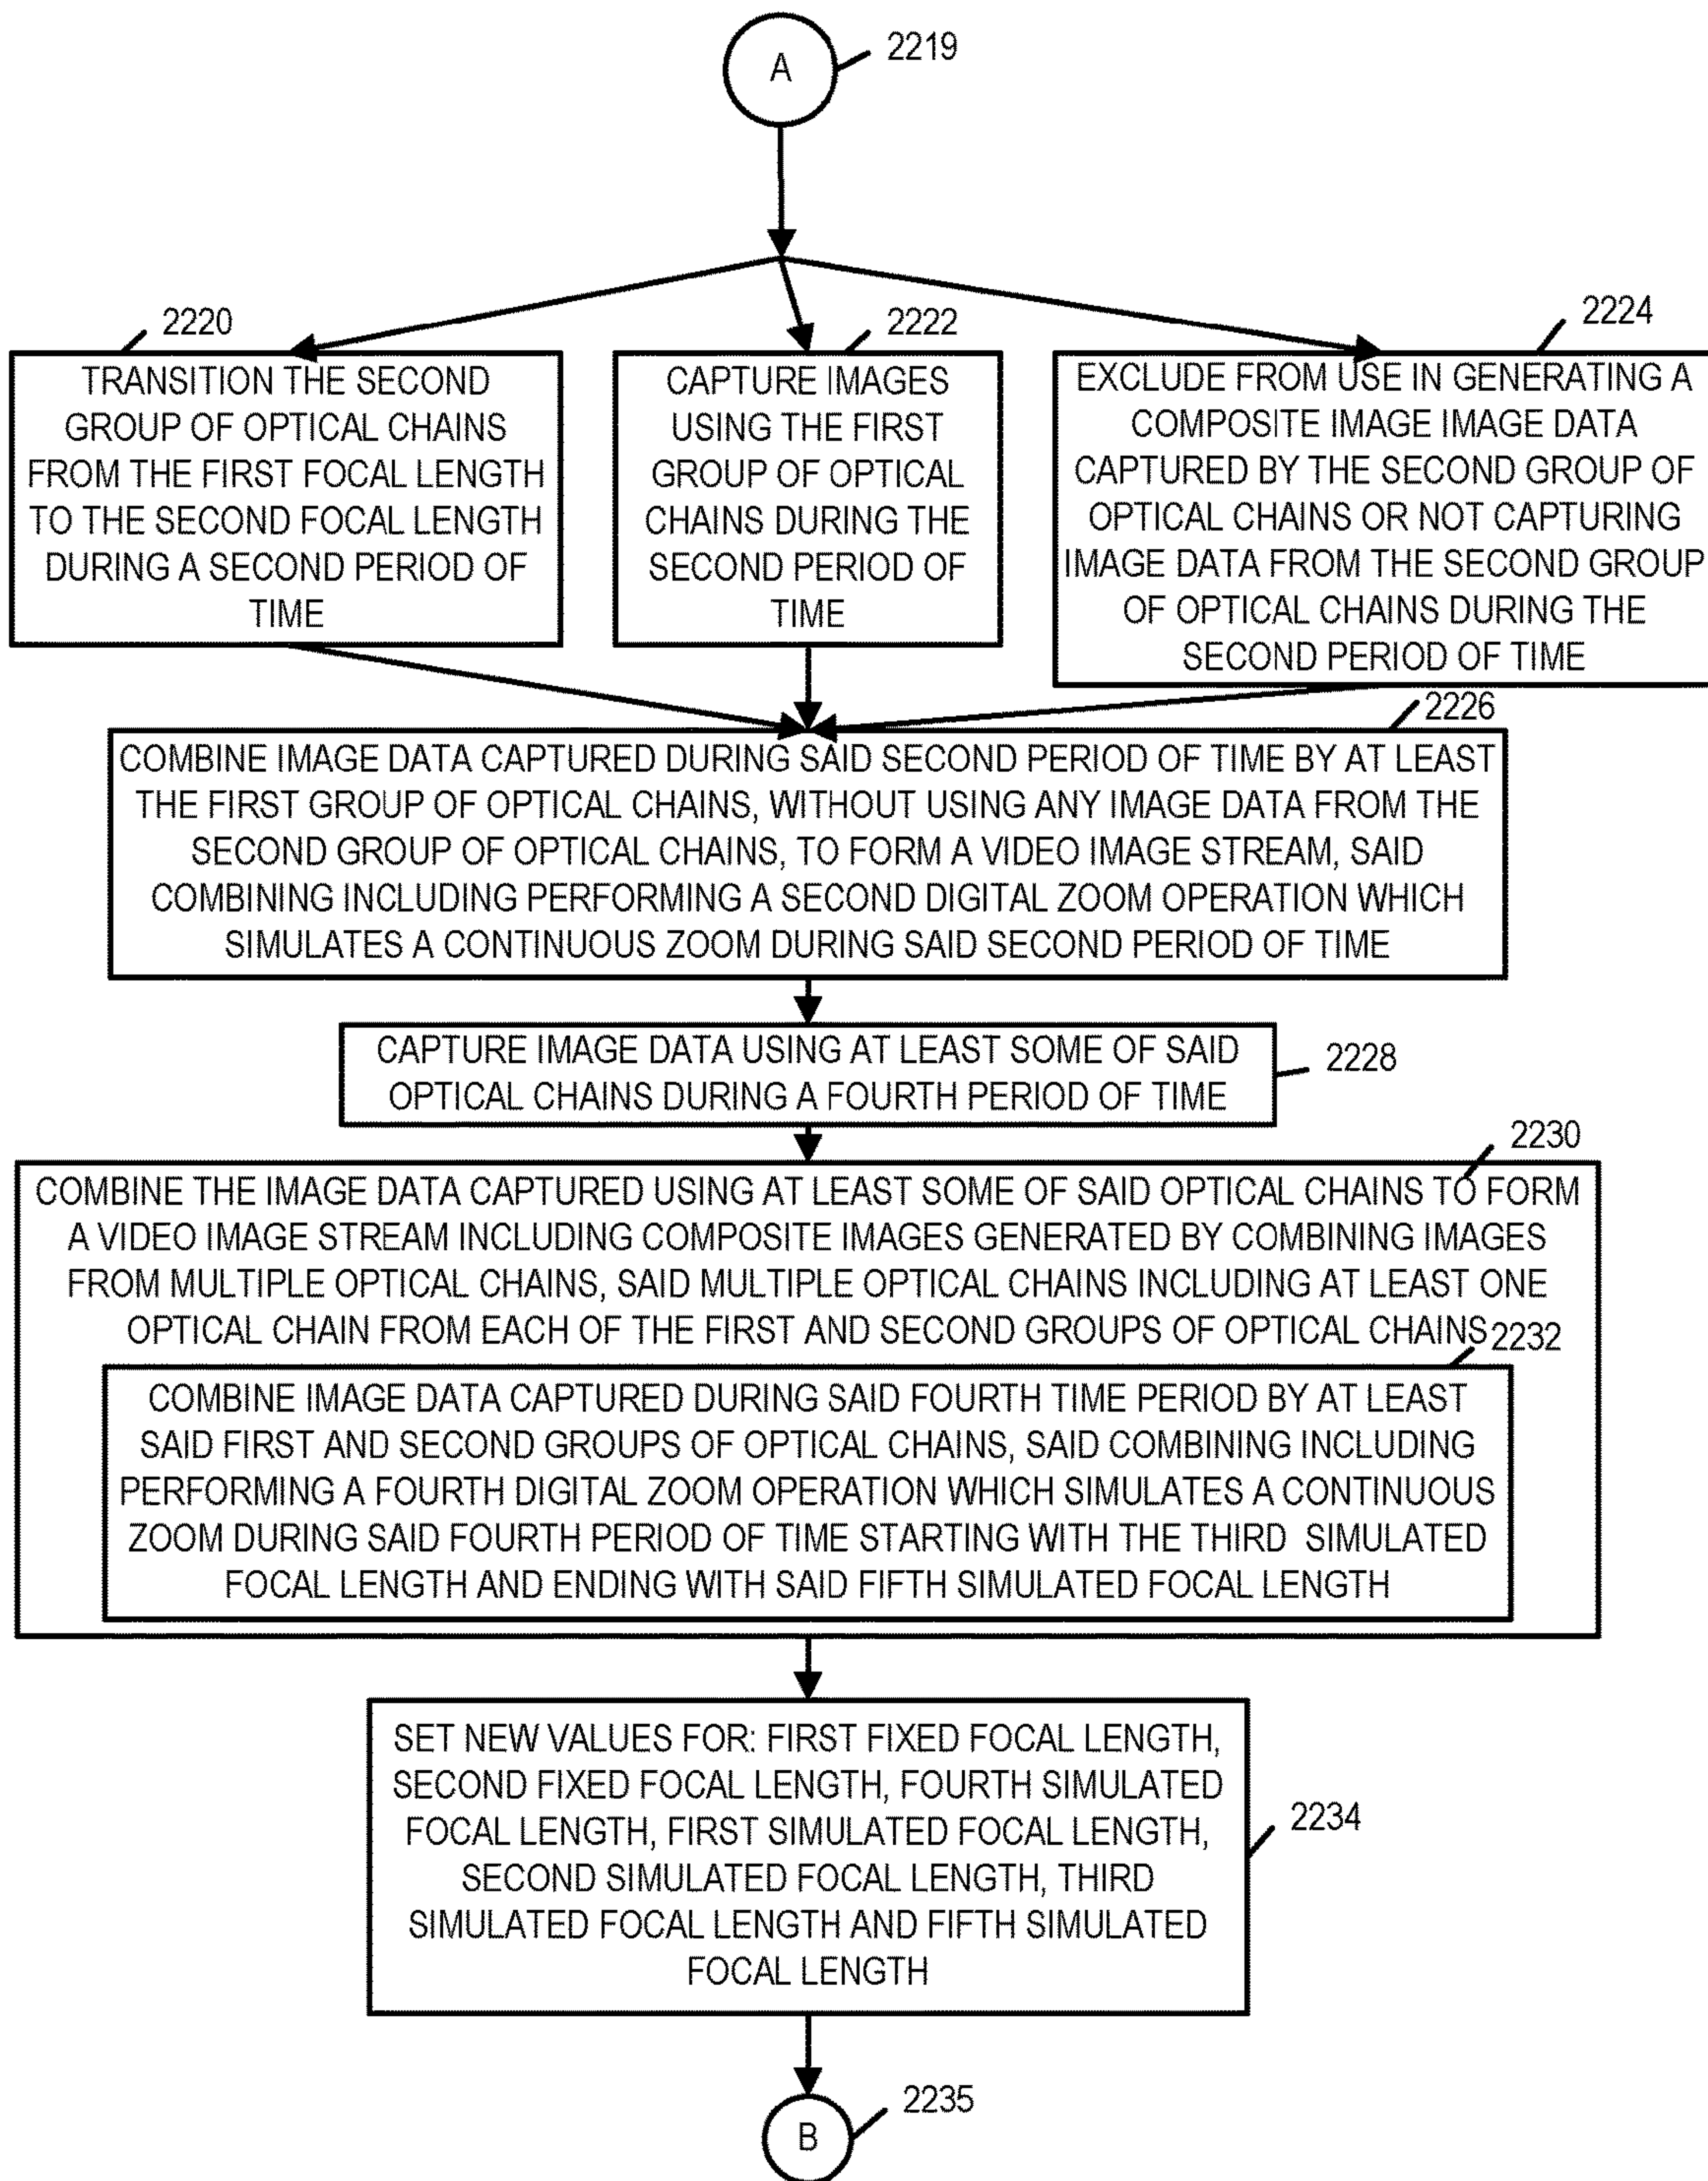 A
2219
2220
TRANSITION THE SECOND
GROUP OF OPTICAL CHAINS
FROM THE FIRST FOCAL LENGTH
TO THE SECOND FOCAL LENGTH
DURING A SECOND PERIOD OF
TIME
2222
CAPTURE IMAGES
USING THE FIRST
GROUP OF OPTICAL
CHAINS DURING THE
SECOND PERIOD OF
TIME
2224
EXCLUDE FROM USE IN GENERATING A
COMPOSITE IMAGE IMAGE DATA
CAPTURED BY THE SECOND GROUP OF
OPTICAL CHAINS OR NOT CAPTURING
IMAGE DATA FROM THE SECOND GROUP
OF OPTICAL CHAINS DURING THE
SECOND PERIOD OF TIME
2226
COMBINE IMAGE DATA CAPTURED DURING SAID SECOND PERIOD OF TIME BY AT LEAST
THE FIRST GROUP OF OPTICAL CHAINS, WITHOUT USING ANY IMAGE DATA FROM THE
SECOND GROUP OF OPTICAL CHAINS, TO FORM A VIDEO IMAGE STREAM, SAID
COMBINING INCLUDING PERFORMING A SECOND DIGITAL ZOOM OPERATION WHICH
SIMULATES A CONTINUOUS ZOOM DURING SAID SECOND PERIOD OF TIME
CAPTURE IMAGE DATA USING AT LEAST SOME OF SAID
OPTICAL CHAINS DURING A FOURTH PERIOD OF TIME
2228
2230
COMBINE THE IMAGE DATA CAPTURED USING AT LEAST SOME OF SAID OPTICAL CHAINS TO FORM
A VIDEO IMAGE STREAM INCLUDING COMPOSITE IMAGES GENERATED BY COMBINING IMAGES
FROM MULTIPLE OPTICAL CHAINS, SAID MULTIPLE OPTICAL CHAINS INCLUDING AT LEAST ONE
OPTICAL CHAIN FROM EACH OF THE FIRST AND SECOND GROUPS OF OPTICAL CHAINS
2232
COMBINE IMAGE DATA CAPTURED DURING SAID FOURTH TIME PERIOD BY AT LEAST
SAID FIRST AND SECOND GROUPS OF OPTICAL CHAINS, SAID COMBINING INCLUDING
PERFORMING A FOURTH DIGITAL ZOOM OPERATION WHICH SIMULATES A CONTINUOUS
ZOOM DURING SAID FOURTH PERIOD OF TIME STARTING WITH THE THIRD SIMULATED
FOCAL LENGTH AND ENDING WITH SAID FIFTH SIMULATED FOCAL LENGTH
SET NEW VALUES FOR: FIRST FIXED FOCAL LENGTH,
SECOND FIXED FOCAL LENGTH, FOURTH SIMULATED
FOCAL LENGTH, FIRST SIMULATED FOCAL LENGTH,
SECOND SIMULATED FOCAL LENGTH, THIRD
SIMULATED FOCAL LENGTH AND FIFTH SIMULATED
FOCAL LENGTH
2234
B
2235